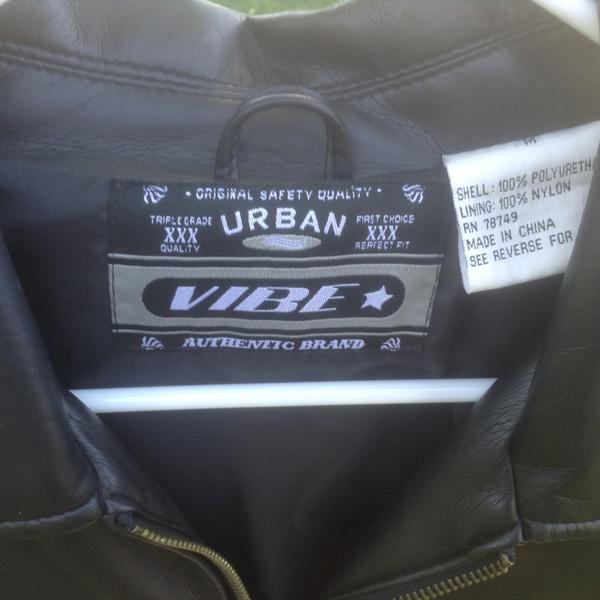 • ORIGINAL SAFETY QUALITY •
URBAN
TRIPLE GRADE
XXX
QUALITY
FIRST CHOICE
XXX
PERFECT FIT
VIBE
AUTHENTIC BRAND
M
SHELL: 100% POLYURETHA
LINING: 100% NYLON
RN 78749
MADE IN CHINA
SEE REVERSE FOR